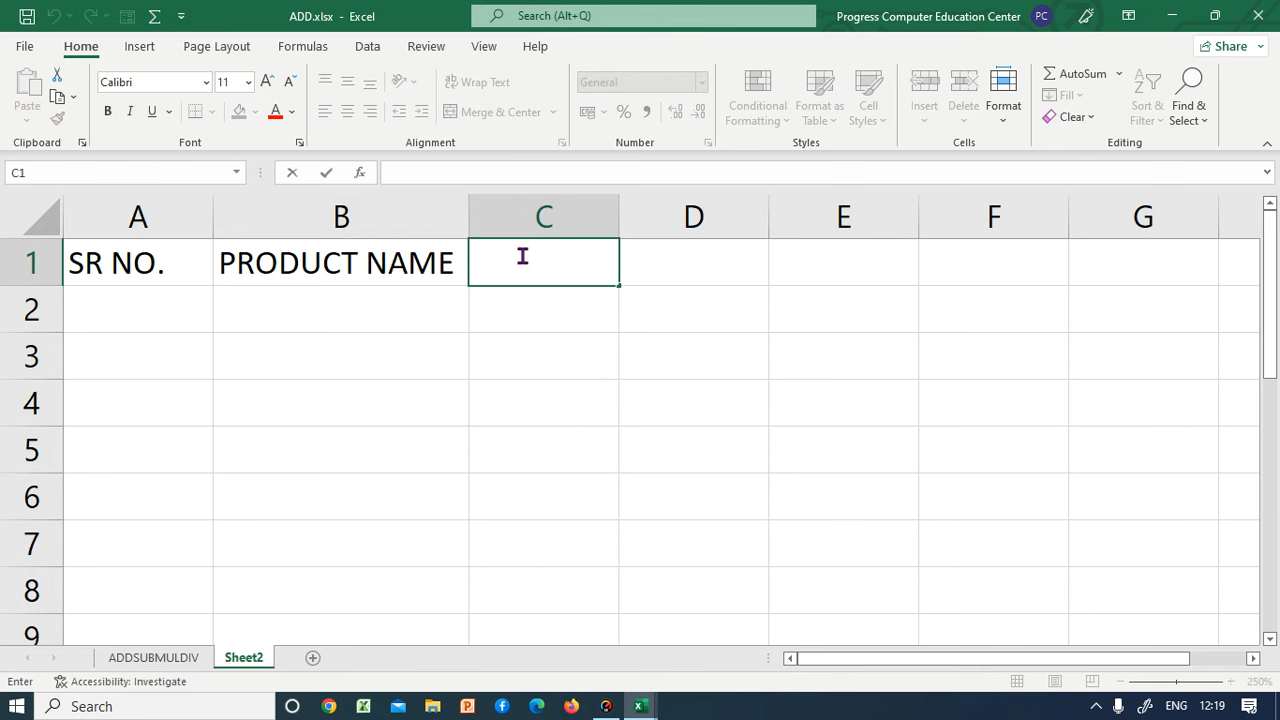 ADD.xlsx - Excel
Search (Alt+Q)
Progress Computer Education Center
PC
File Home Insert Page Layout Formulas Data Review View Help
Share
Paste
Calibri 11
A A
B I U A
ab
Wrap Text
Merge & Center
General
% , .00
Conditional Formatting
Format as Table
Cell Styles
Insert Delete Format
AutoSum
Fill
Clear
Sort & Filter
Find & Select
Clipboard Font Alignment Number Styles Cells Editing
C1 fx
A B C D E F G
1 SR NO. PRODUCT NAME
2
3
4
5
6
7
8
9
ADDSUBMULDIV Sheet2
Enter Accessibility: Investigate 250%
Search
ENG 12:19